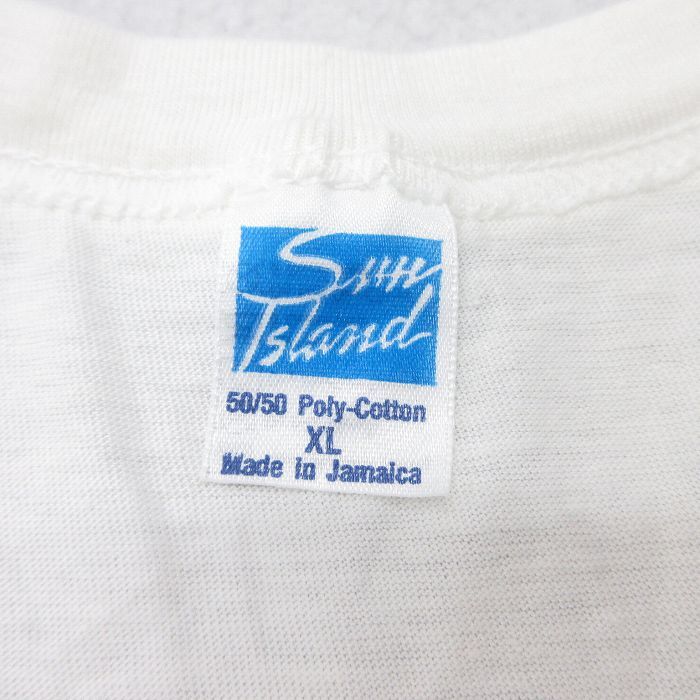 Sun
Island
50/50 Poly-Cotton
XL
Made in Jamaica